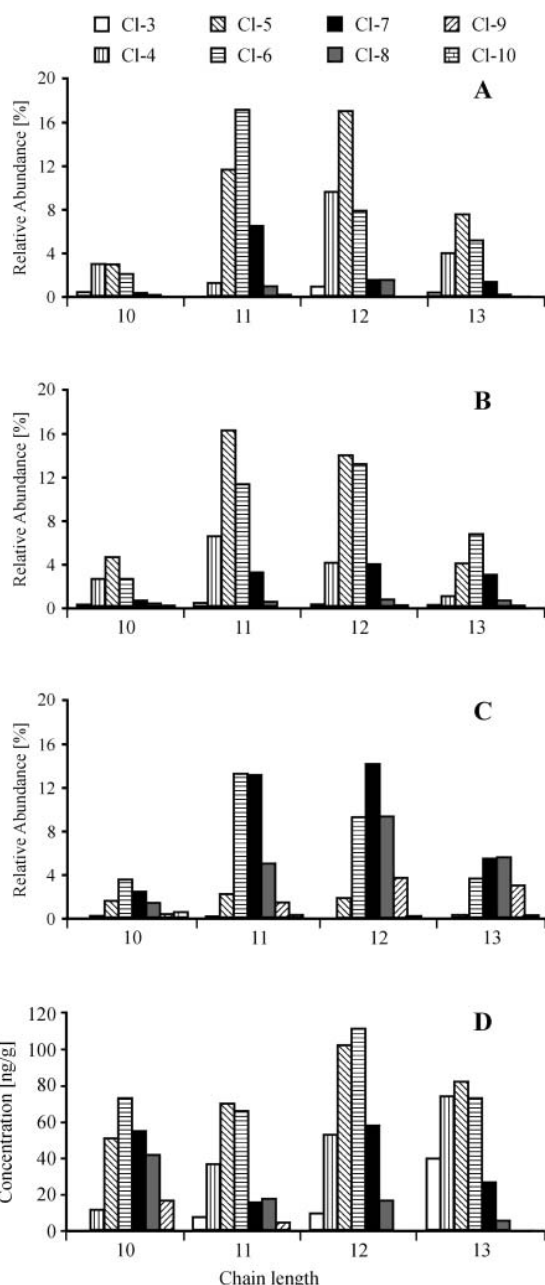 Cl-3 Cl-5 Cl-7 Cl-9
Cl-4 Cl-6 Cl-8 Cl-10
A
Relative Abundance [%]
20
16
12
8
4
0
10 11 12 13
B
Relative Abundance [%]
20
16
12
8
4
0
10 11 12 13
C
Relative Abundance [%]
20
16
12
8
4
0
10 11 12 13
D
Concentration [ng/g]
120
100
80
60
40
20
0
10 11 12 13
Chain length